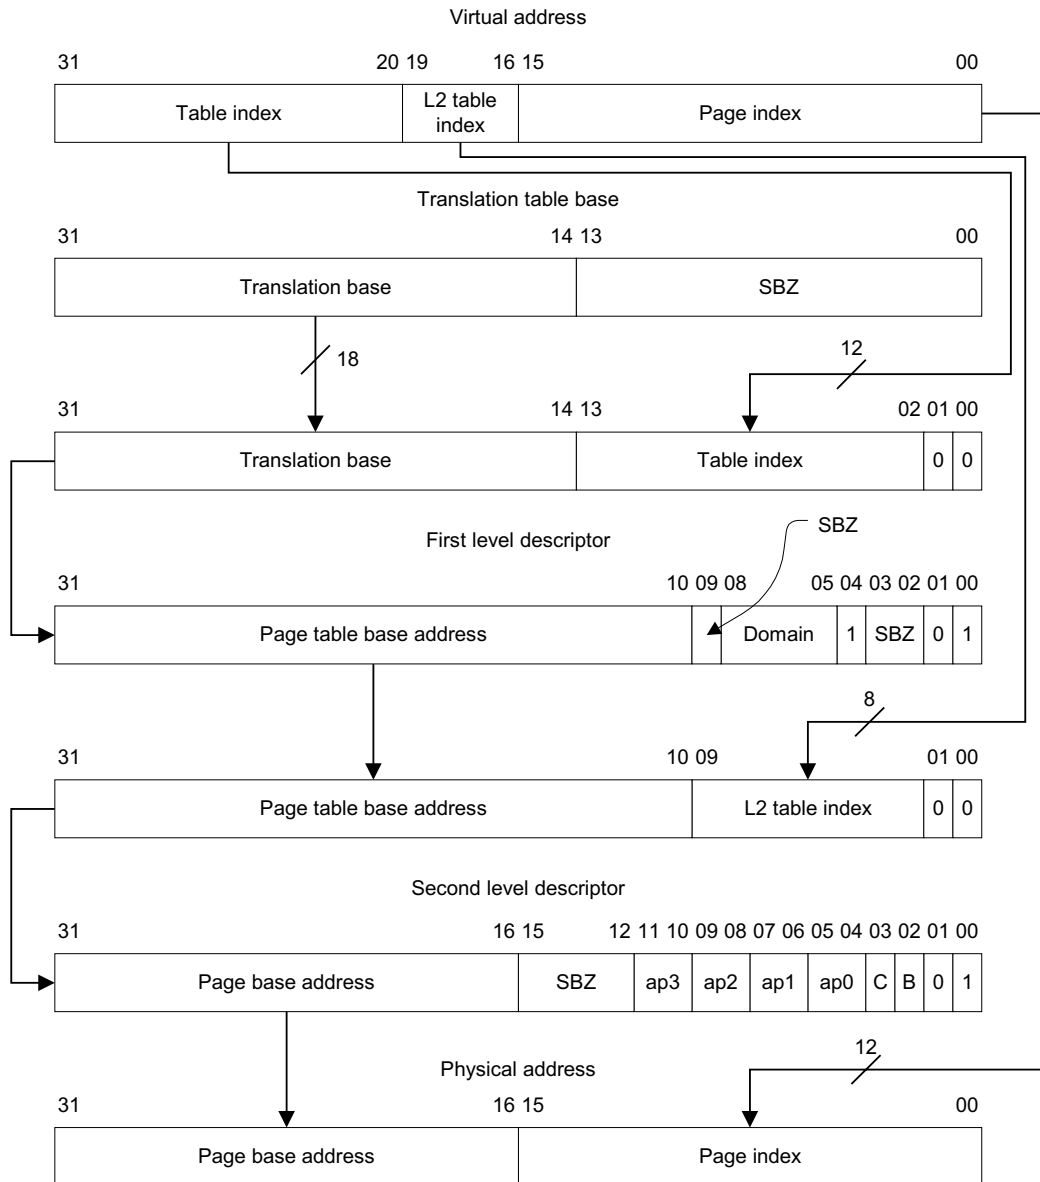 Virtual address
31 20 19 16 15 00
Table index L2 table index Page index
Translation table base
31 14 13 00
Translation base SBZ
18 12
31 14 13 02 01 00
Translation base Table index 0 0
SBZ
First level descriptor
31 10 09 08 05 04 03 02 01 00
Page table base address Domain 1 SBZ 0 1
8
31 10 09 01 00
Page table base address L2 table index 0 0
Second level descriptor
31 16 15 12 11 10 09 08 07 06 05 04 03 02 01 00
Page base address SBZ ap3 ap2 ap1 ap0 C B 0 1
12
Physical address
31 16 15 00
Page base address Page index